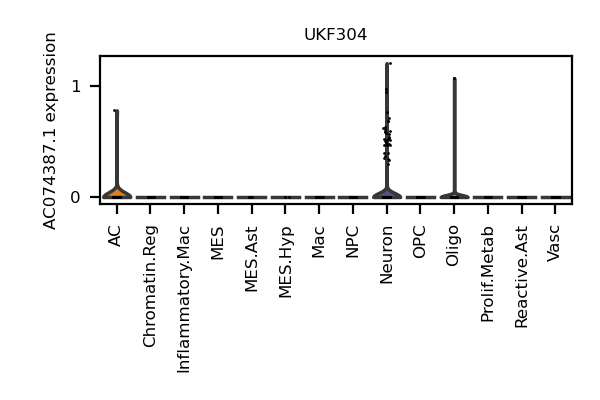 UKF304
AC074387.1 expression
1
0
AC
Chromatin.Reg
Inflammatory.Mac
MES
MES.Ast
MES.Hyp
Mac
NPC
Neuron
OPC
Oligo
Prolif.Metab
Reactive.Ast
Vasc